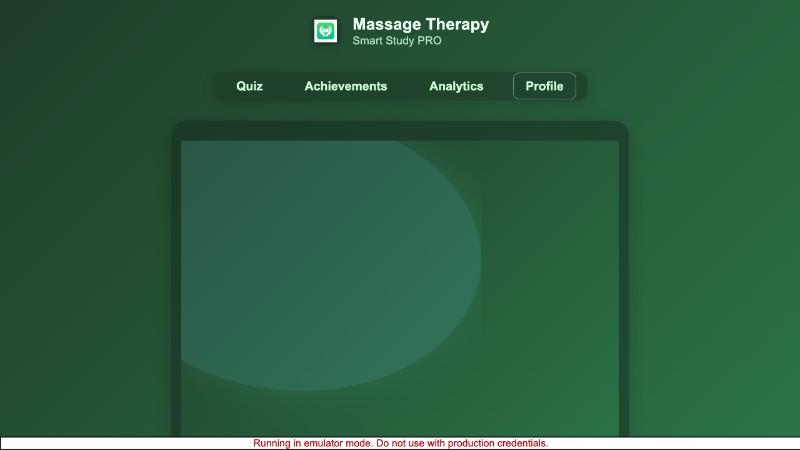 Massage Therapy
Smart Study PRO
Quiz
Achievements
Analytics
Profile
Running in emulator mode. Do not use with production credentials.